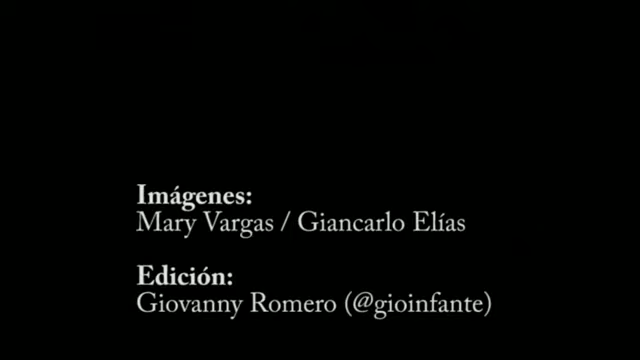 Imágenes:
Mary Vargas / Giancarlo Elías
Edición:
Giovanny Romero (@gioinfante)